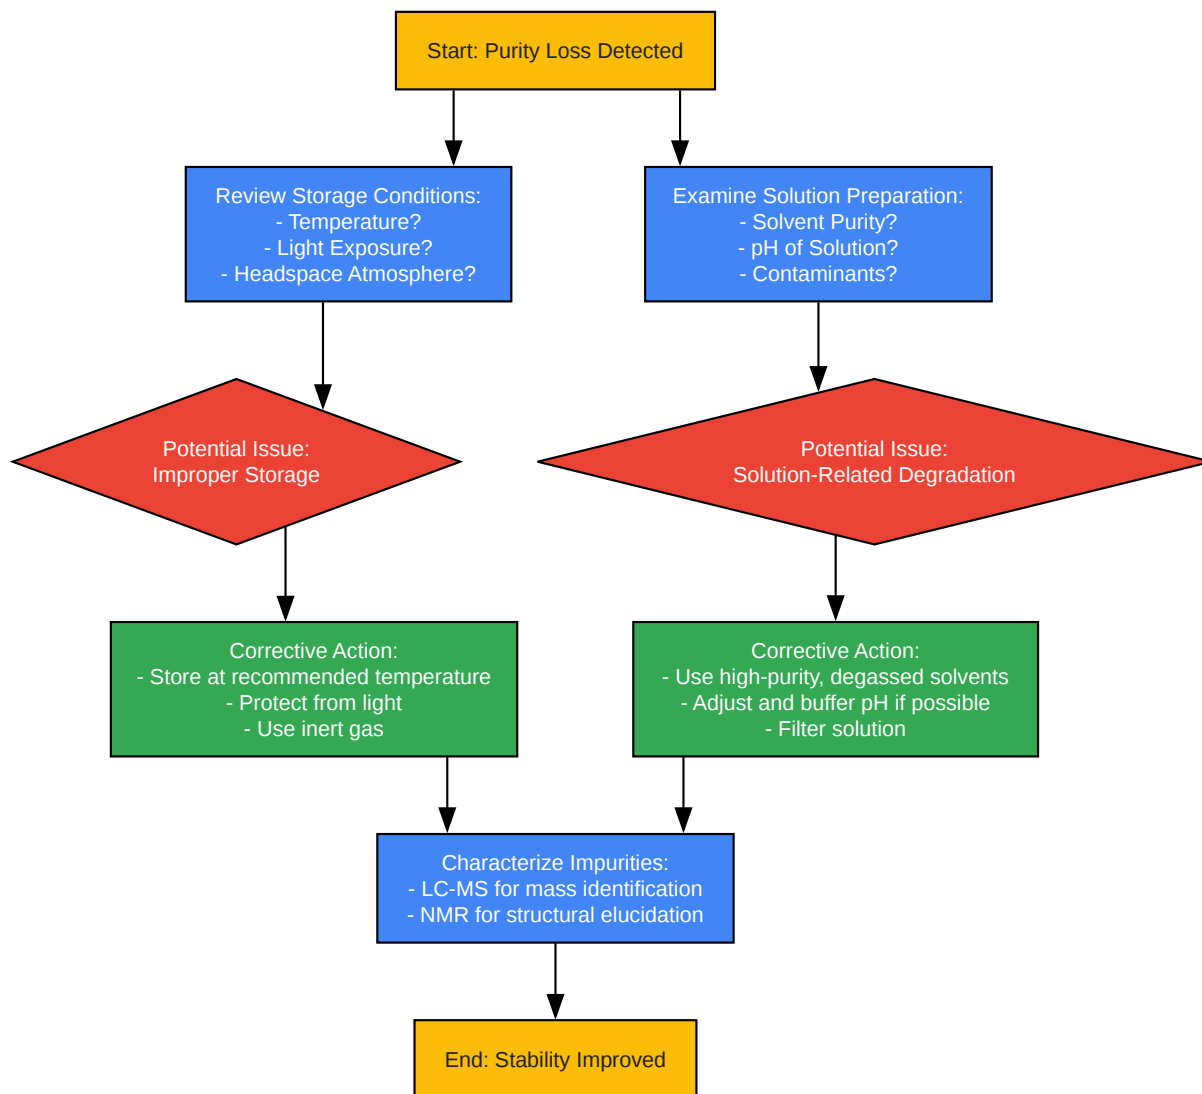 Start: Purity Loss Detected
Review Storage Conditions:
- Temperature?
- Light Exposure?
- Headspace Atmosphere?
Examine Solution Preparation:
- Solvent Purity?
- pH of Solution?
- Contaminants?
Potential Issue:
Improper Storage
Potential Issue:
Solution-Related Degradation
Corrective Action:
- Store at recommended temperature
- Protect from light
- Use inert gas
Corrective Action:
- Use high-purity, degassed solvents
- Adjust and buffer pH if possible
- Filter solution
Characterize Impurities:
- LC-MS for mass identification
- NMR for structural elucidation
End: Stability Improved